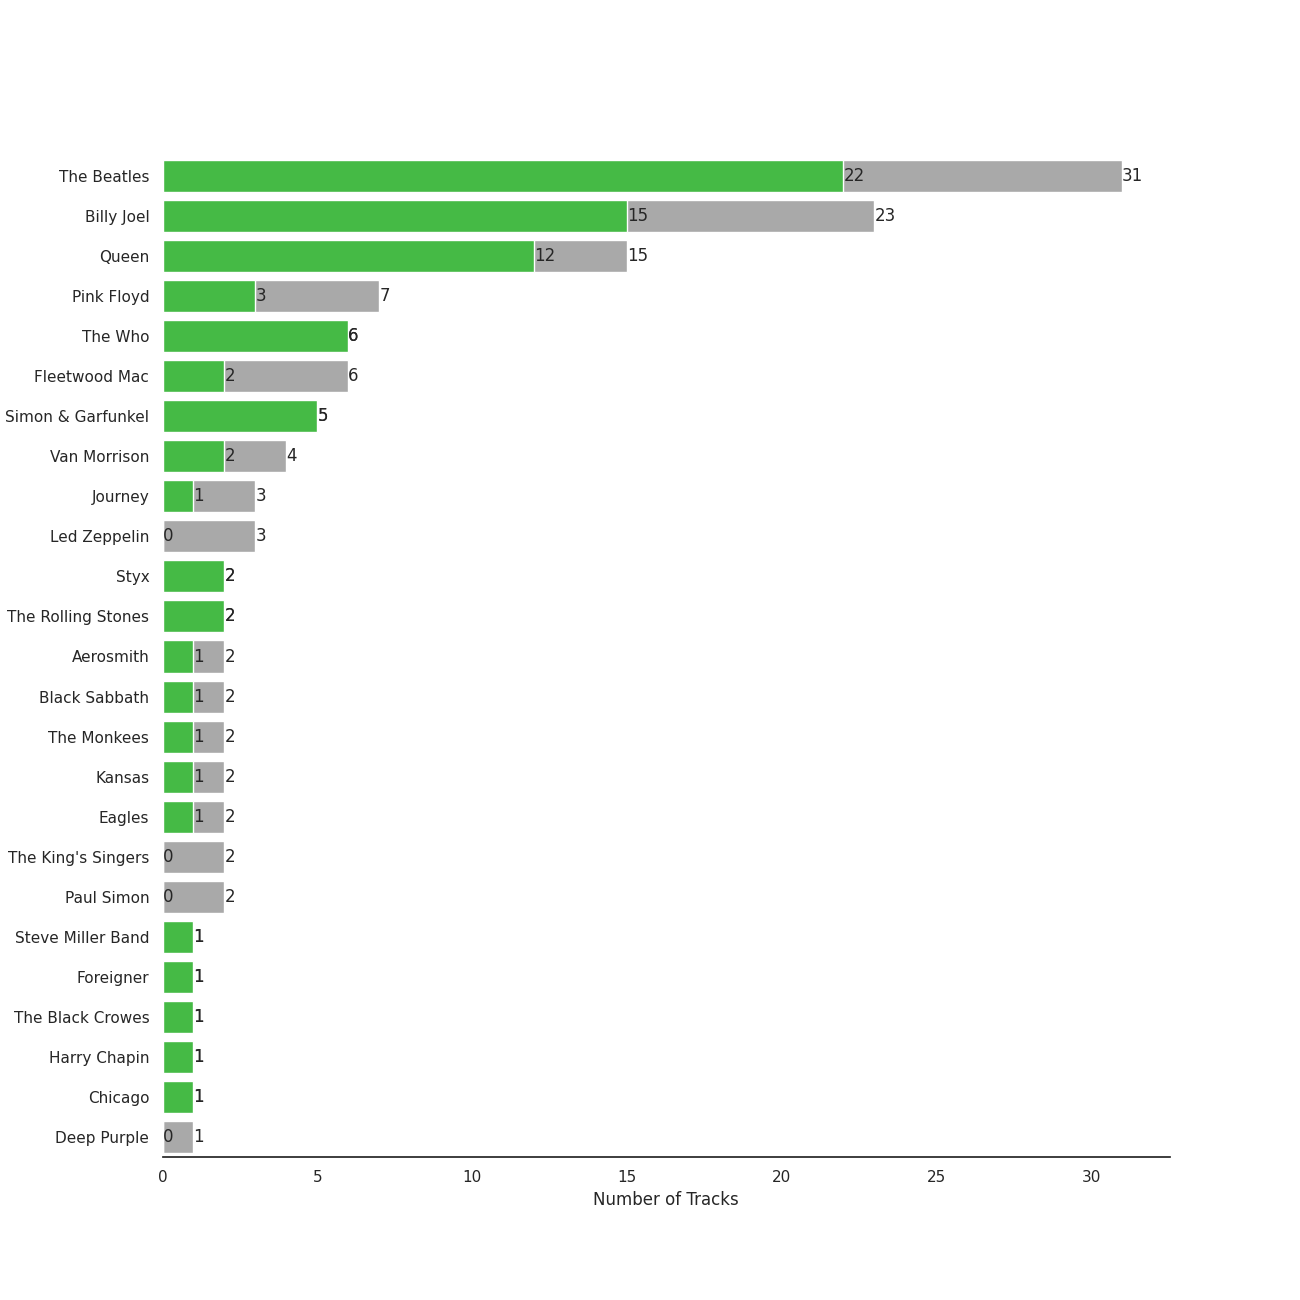 The Beatles 22 31
Billy Joel 15 23
Queen 12 15
Pink Floyd 3 7
The Who 6
Fleetwood Mac 2 6
Simon & Garfunkel 5
Van Morrison 2 4
Journey 1 3
Led Zeppelin 0 3
Styx 2
The Rolling Stones 2
Aerosmith 1 2
Black Sabbath 1 2
The Monkees 1 2
Kansas 1 2
Eagles 1 2
The King's Singers 0 2
Paul Simon 0 2
Steve Miller Band 1
Foreigner 1
The Black Crowes 1
Harry Chapin 1
Chicago 1
Deep Purple 0 1
0 5 10 15 20 25 30
Number of Tracks